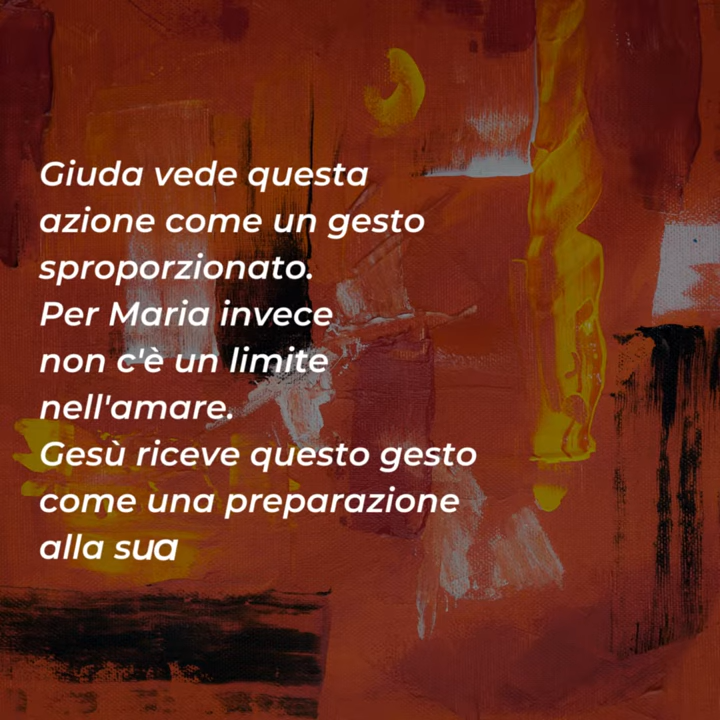 Giuda vede questa
azione come un gesto
sproporzionato.
Per Maria invece
non c'è un limite
nell'amare.
Gesù riceve questo gesto
come una preparazione
alla sua